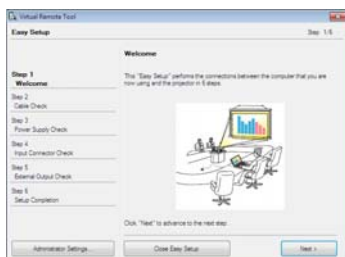 Virtual Remote Tool
Easy Setup
Step 1/6
Welcome
Step 1
Welcome
This "Easy Setup" performs the connections between the computer that you are
now using and the projector in 6 steps.
Step 2
Cable Check
Step 3
Power Supply Check
Step 4
Input Connector Check
Step 5
External Output Check
Step 6
Setup Completion
Click "Next" to advance to the next step.
Administrator Settings...
Close Easy Setup
Next >